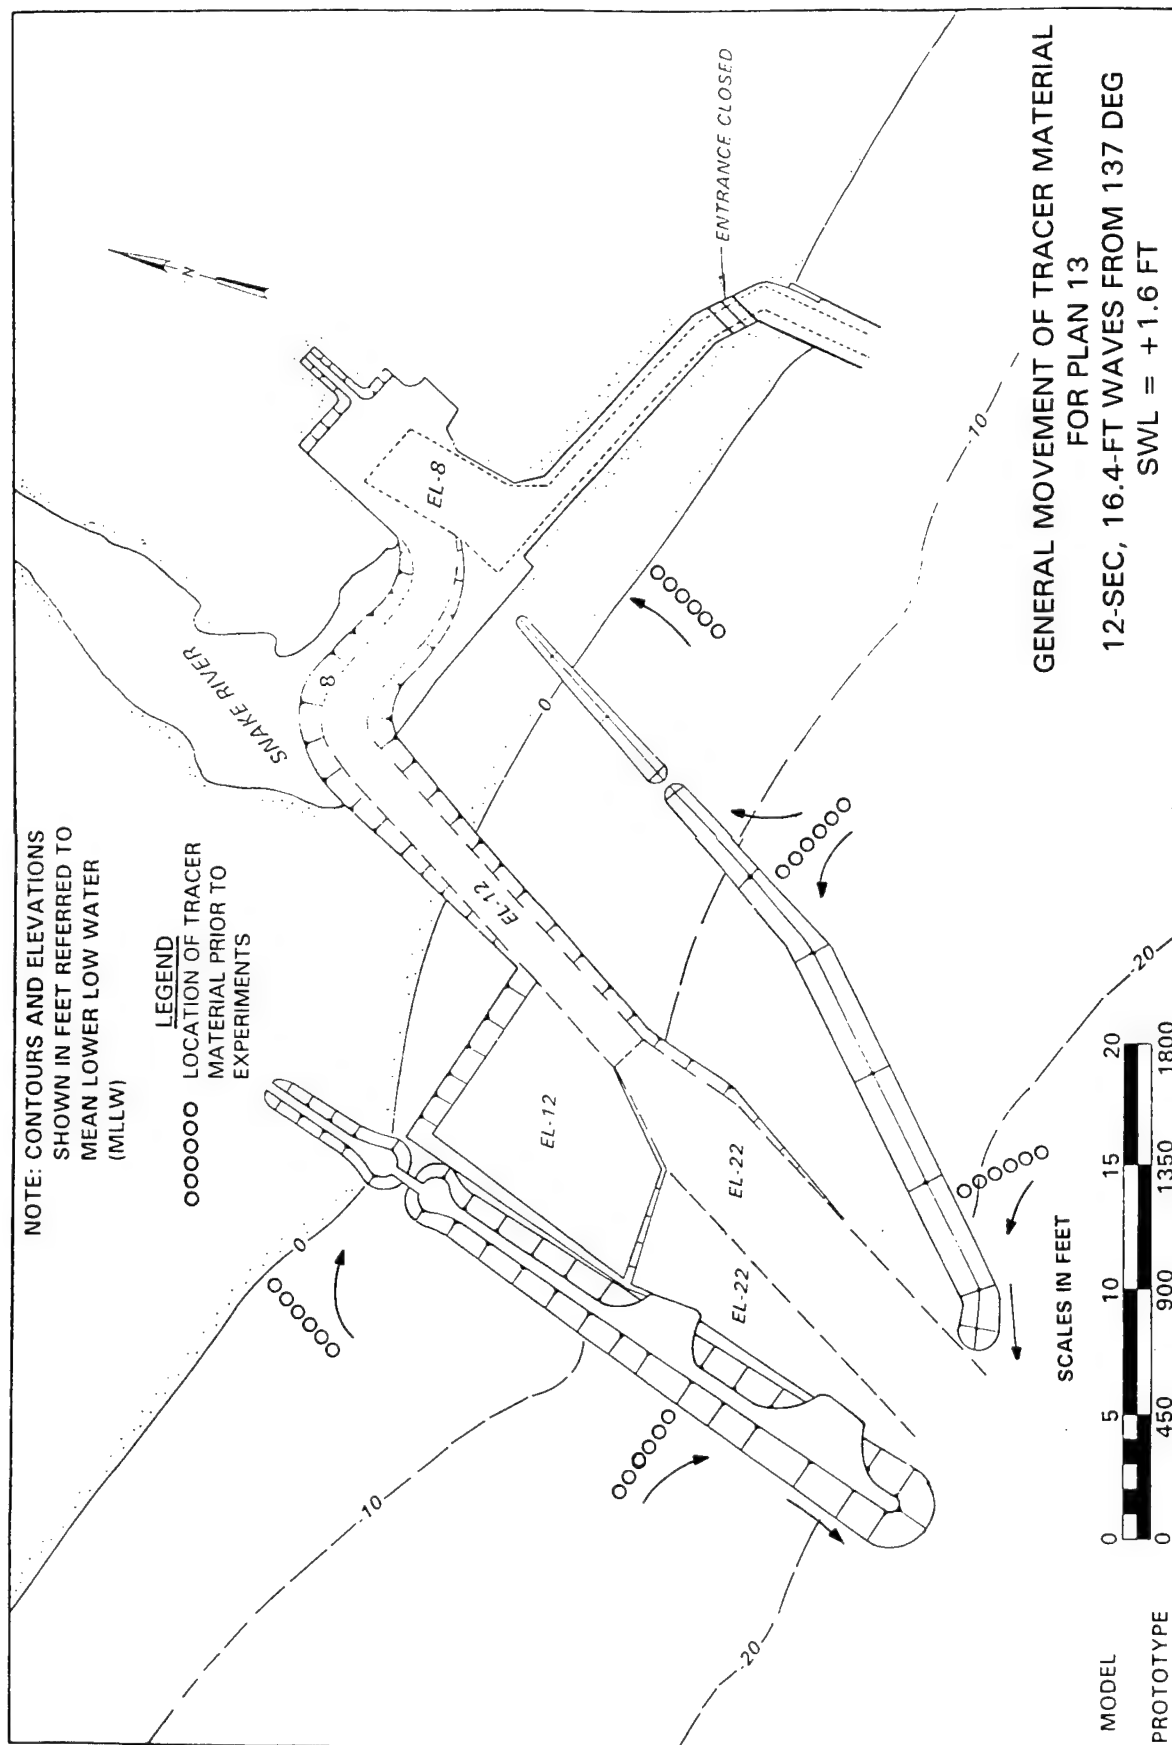 NOTE: CONTOURS AND ELEVATIONS
SHOWN IN FEET REFERRED TO
MEAN LOWER LOW WATER
(MLLW)
LEGEND
LOCATION OF TRACER
MATERIAL PRIOR TO
EXPERIMENTS
SNAKE RIVER
N
ENTRANCE CLOSED
8
EL-8
EL-12
EL-12
EL-22
EL-22
0
0
-10
-10
-20
-20
SCALES IN FEET
MODEL 0 5 10 15 20
PROTOTYPE 0 450 900 1350 1800
GENERAL MOVEMENT OF TRACER MATERIAL
FOR PLAN 13
12-SEC, 16.4-FT WAVES FROM 137 DEG
SWL = +1.6 FT